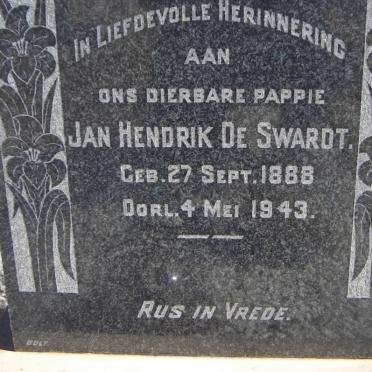 IN LIEFDEVOLLE HERINNERING
AAN
ONS DIERBARE PAPPIE
JAN HENDRIK DE SWARDT.
GEB. 27 SEPT. 1888
OORL. 4 MEI 1943.
RUS IN VREDE.
BOLT